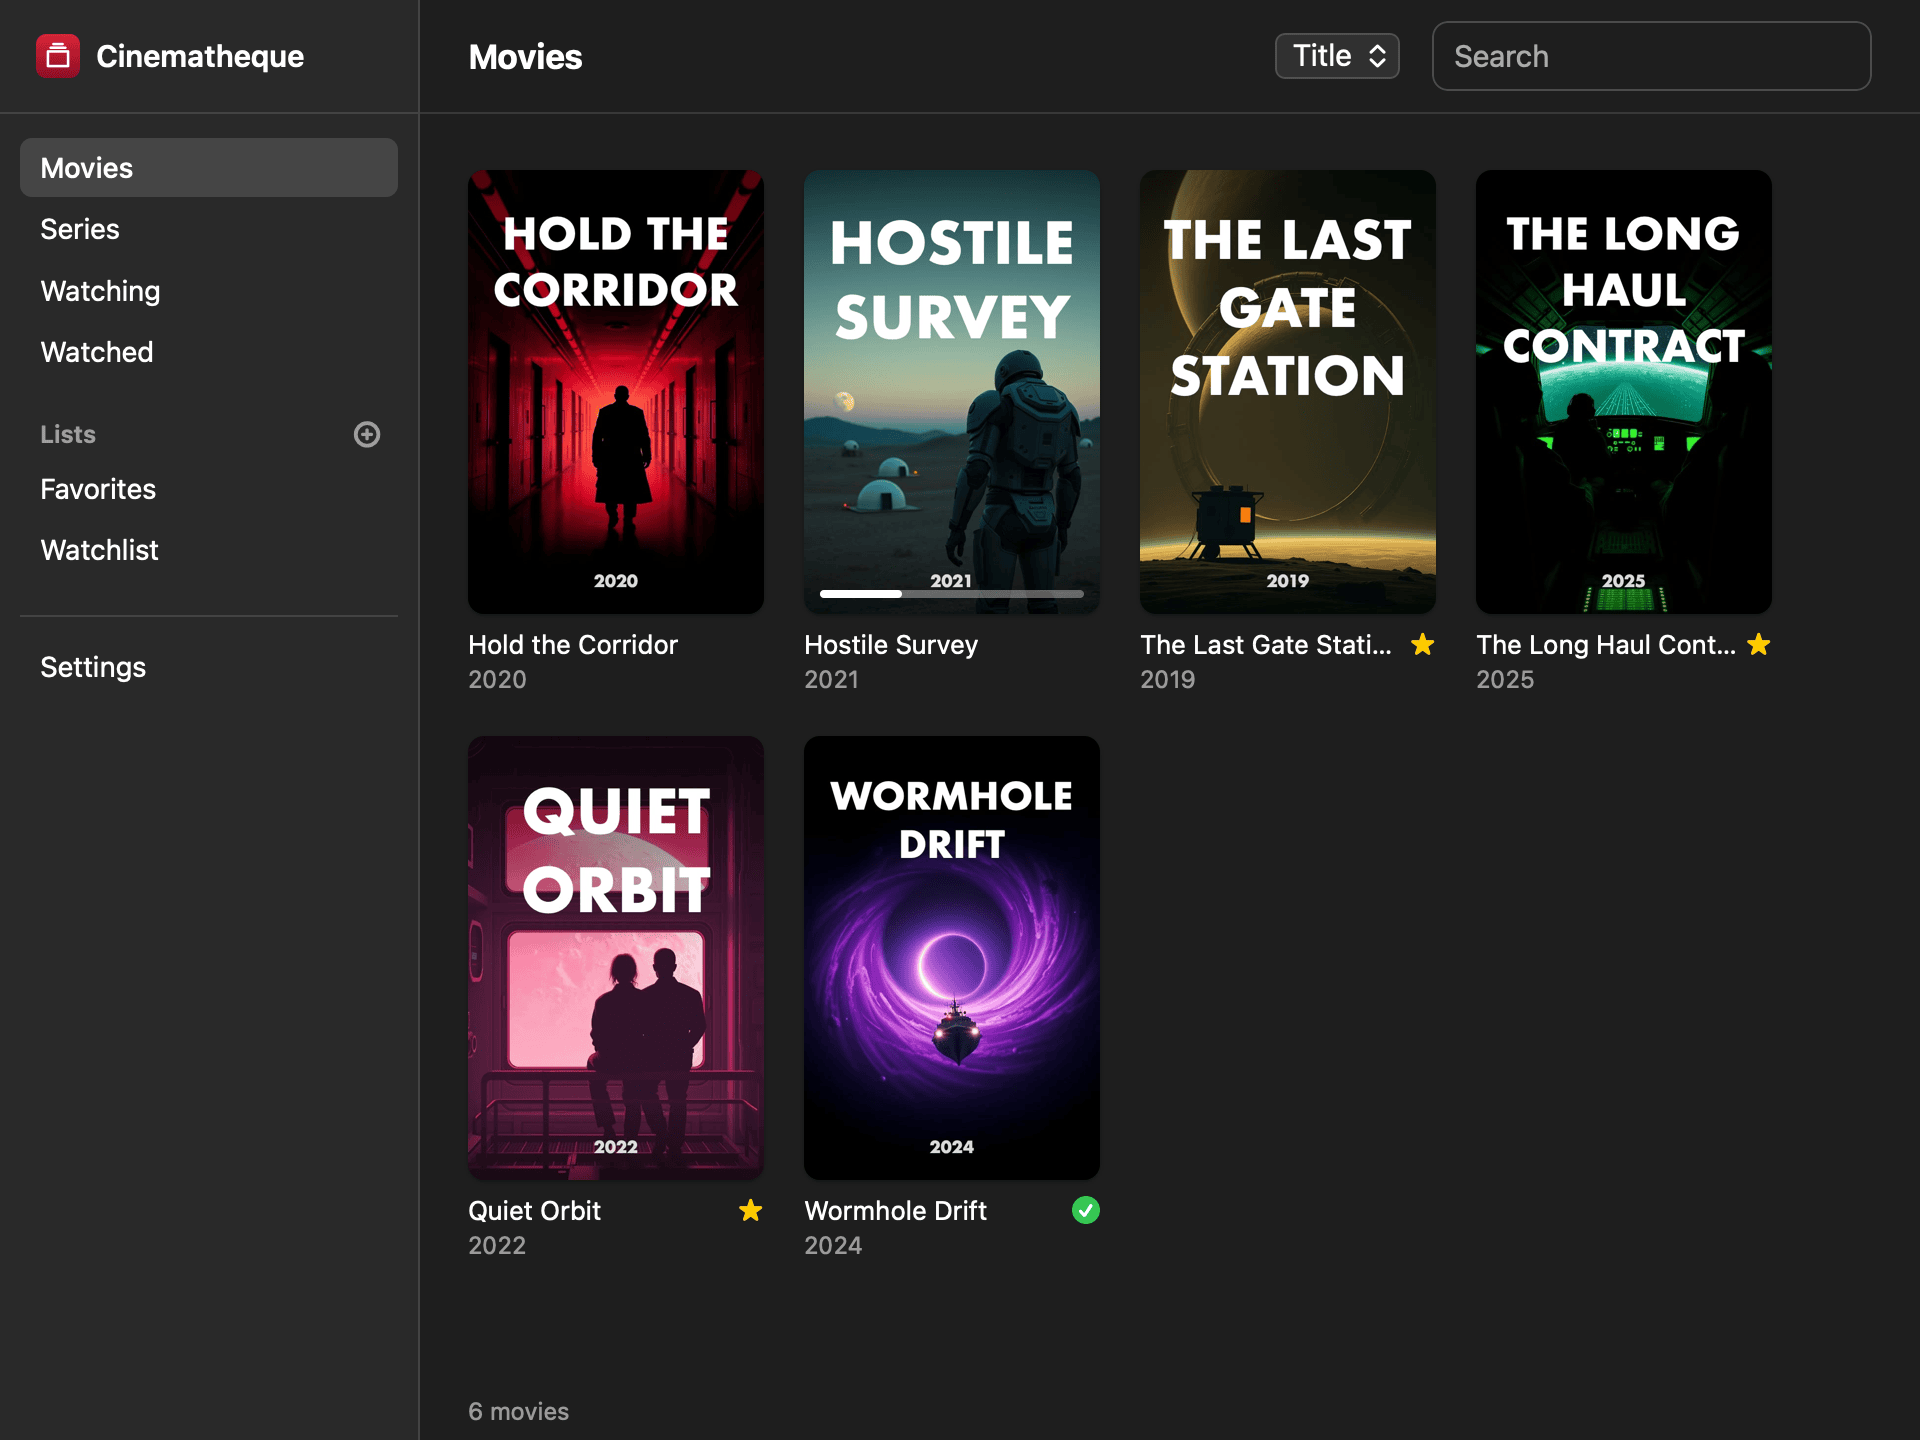 Cinematheque
Movies
Title
Search
Movies
Series
Watching
Watched
Lists
Favorites
Watchlist
Settings
HOLD THE
CORRIDOR
2020
Hold the Corridor
2020
HOSTILE
SURVEY
2021
Hostile Survey
2021
THE LAST
GATE
STATION
2019
The Last Gate Stati...
2019
THE LONG
HAUL
CONTRACT
2025
The Long Haul Cont...
2025
QUIET
ORBIT
2022
Quiet Orbit
2022
WORMHOLE
DRIFT
2024
Wormhole Drift
2024
6 movies